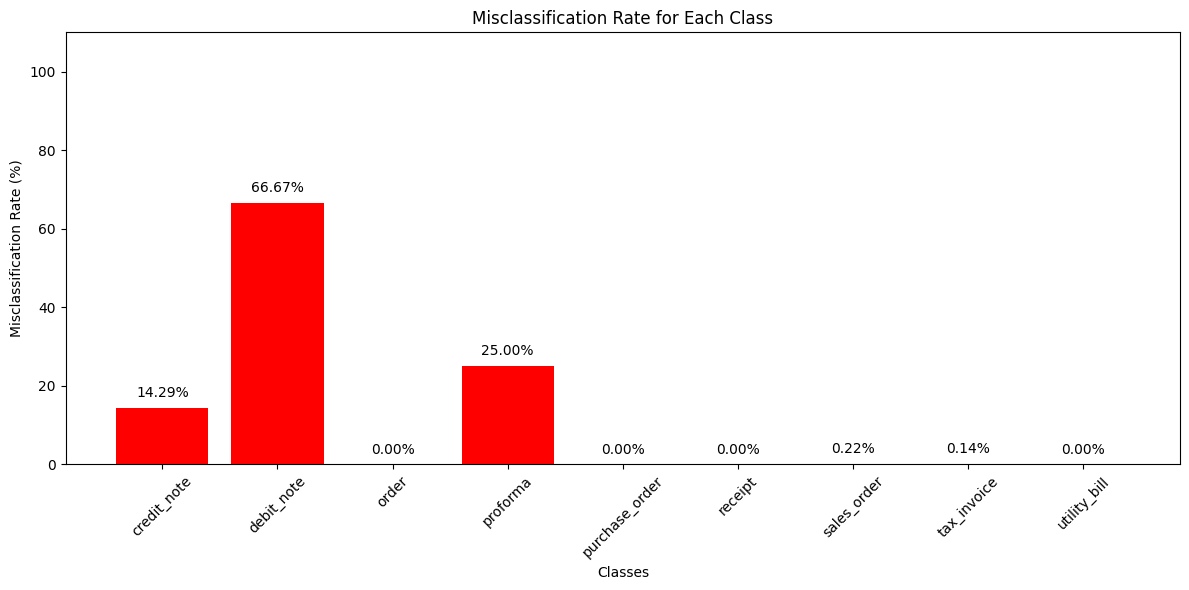 Misclassification Rate for Each Class
Misclassification Rate (%)
100
80
60
40
20
0
14.29%
66.67%
0.00%
25.00%
0.00%
0.00%
0.22%
0.14%
0.00%
credit_note
debit_note
order
proforma
purchase_order
receipt
sales_order
tax_invoice
utility_bill
Classes